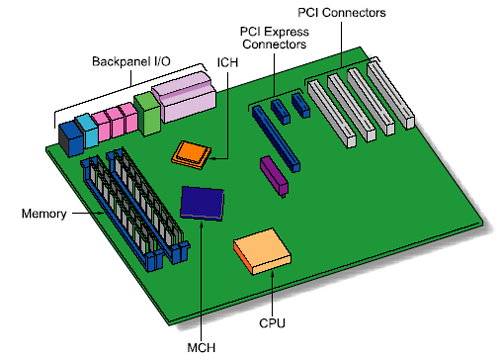 PCI Connectors
PCI Express
Connectors
Backpanel I/O
ICH
Memory
CPU
MCH